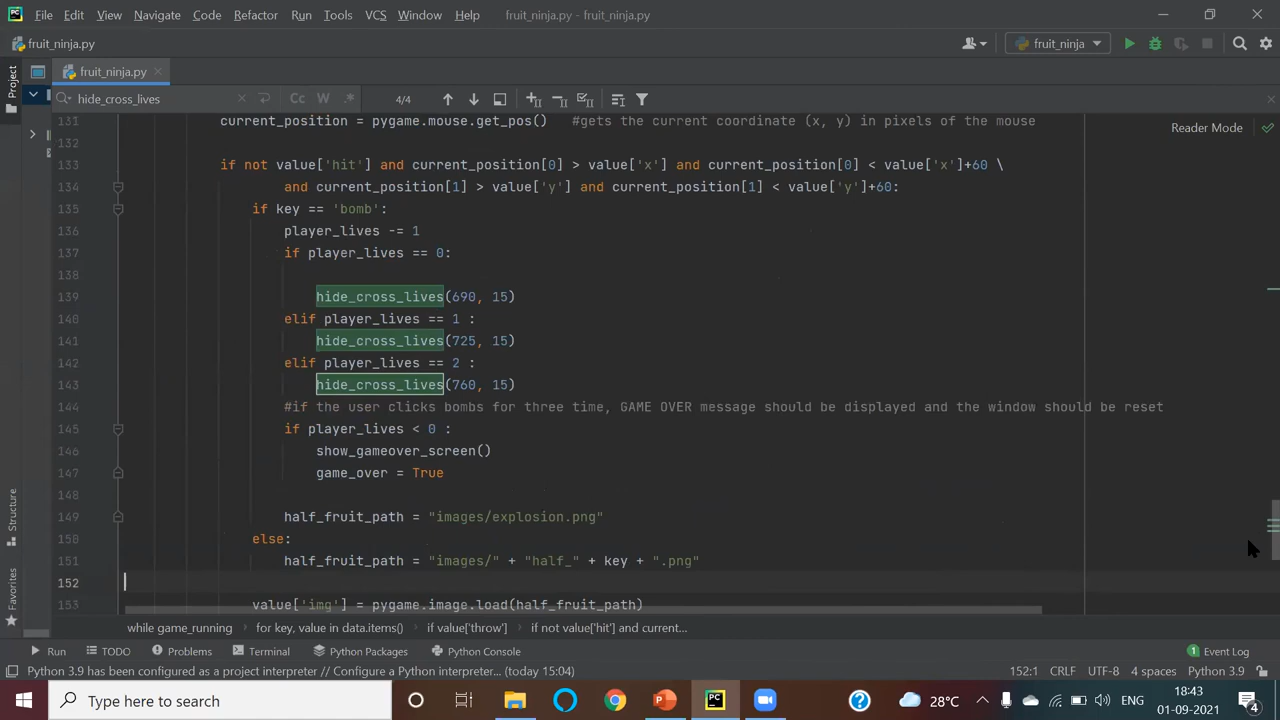 File Edit View Navigate Code Refactor Run Tools VCS Window Help fruit_ninja.py - fruit_ninja.py
fruit_ninja.py fruit_ninja
fruit_ninja.py
hide_cross_lives Cc W .* 4/4
Reader Mode
Project
131 current_position = pygame.mouse.get_pos() #gets the current coordinate (x, y) in pixels of the mouse
132
133 if not value['hit'] and current_position[0] > value['x'] and current_position[0] < value['x']+60 \
134 and current_position[1] > value['y'] and current_position[1] < value['y']+60:
135 if key == 'bomb':
136 player_lives -= 1
137 if player_lives == 0:
138
139 hide_cross_lives(690, 15)
140 elif player_lives == 1 :
141 hide_cross_lives(725, 15)
142 elif player_lives == 2 :
143 hide_cross_lives(760, 15)
144 #if the user clicks bombs for three time, GAME OVER message should be displayed and the window should be reset
145 if player_lives < 0 :
146 show_gameover_screen()
147 game_over = True
148
149 half_fruit_path = "images/explosion.png"
150 else:
151 half_fruit_path = "images/" + "half_" + key + ".png"
152
153 value['img'] = pygame.image.load(half_fruit_path)
Structure
Favorites
while game_running for key, value in data.items() if value['throw'] if not value['hit'] and current...
Run TODO Problems Terminal Python Packages Python Console 1 Event Log
Python 3.9 has been configured as a project interpreter // Configure a Python interpreter... (today 15:04) 152:1 CRLF UTF-8 4 spaces Python 3.9
Type here to search 28°C ENG 18:43
01-09-2021 4